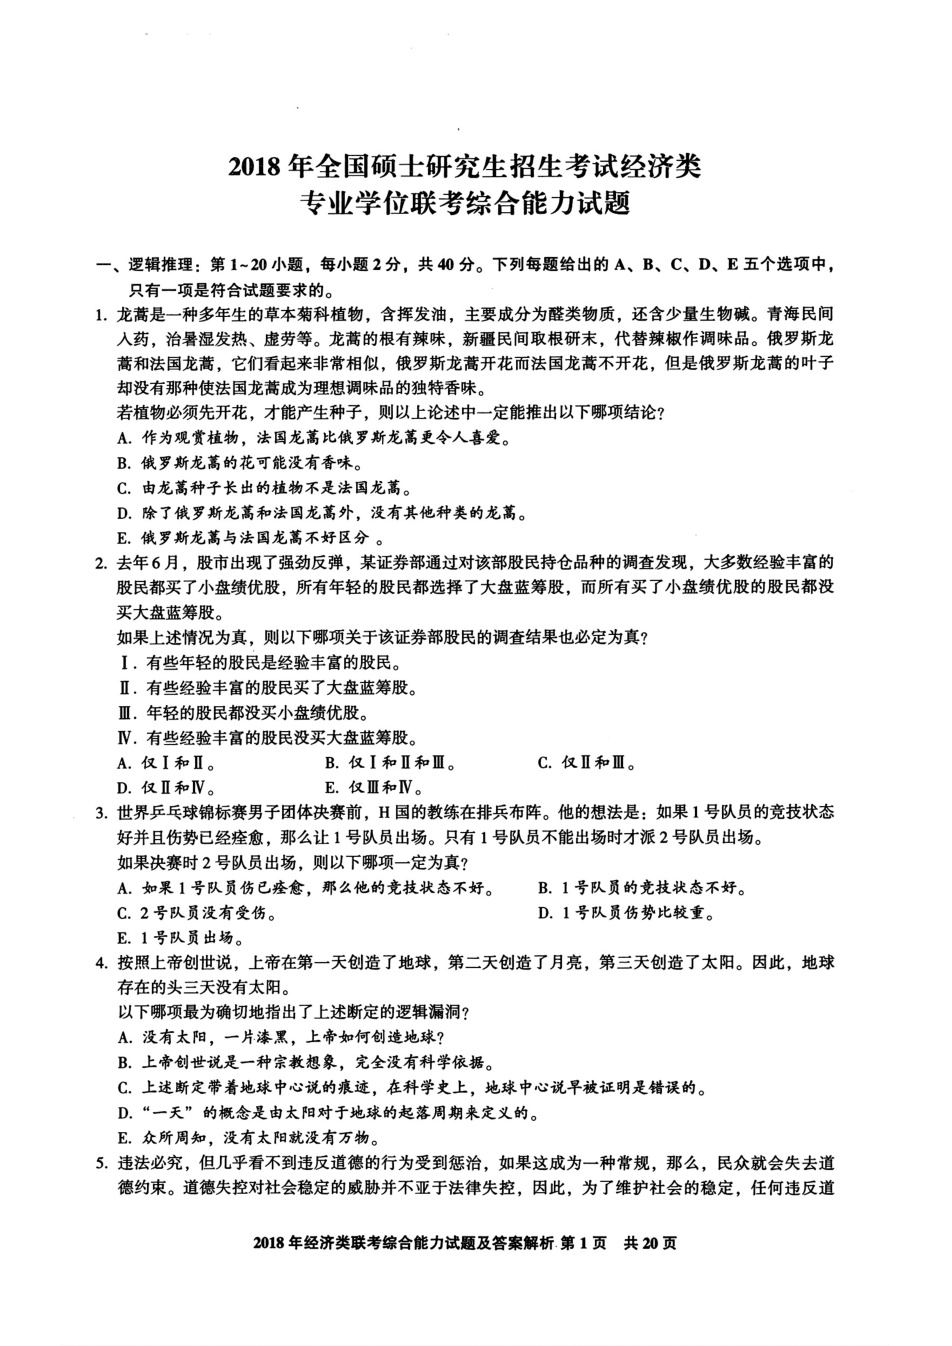 2018 年全国硕士研究生招生考试经济类
专业学位联考综合能力试题
一、逻辑推理：第 1~20 小题，每小题 2 分，共 40 分。下列每题给出的 A、B、C、D、E 五个选项中，
只有一项是符合试题要求的。
1. 龙蒿是一种多年生的草本菊科植物，含挥发油，主要成分为醛类物质，还含少量生物碱。青海民间
入药，治暑湿发热、虚劳等。龙蒿的根有辣味，新疆民间取根研末，代替辣椒作调味品。俄罗斯龙
蒿和法国龙蒿，它们看起来非常相似，俄罗斯龙蒿开花而法国龙蒿不开花，但是俄罗斯龙蒿的叶子
却没有那种使法国龙蒿成为理想调味品的独特香味。
若植物必须先开花，才能产生种子，则以上论述中一定能推出以下哪项结论？
A. 作为观赏植物，法国龙蒿比俄罗斯龙蒿更令人喜爱。
B. 俄罗斯龙蒿的花可能没有香味。
C. 由龙蒿种子长出的植物不是法国龙蒿。
D. 除了俄罗斯龙蒿和法国龙蒿外，没有其他种类的龙蒿。
E. 俄罗斯龙蒿与法国龙蒿不好区分 。
2. 去年 6 月，股市出现了强劲反弹，某证券部通过对该部股民持仓品种的调查发现，大多数经验丰富的
股民都买了小盘绩优股，所有年轻的股民都选择了大盘蓝筹股，而所有买了小盘绩优股的股民都没
买大盘蓝筹股。
如果上述情况为真，则以下哪项关于该证券部股民的调查结果也必定为真？
Ⅰ. 有些年轻的股民是经验丰富的股民。
Ⅱ. 有些经验丰富的股民买了大盘蓝筹股。
Ⅲ. 年轻的股民都没买小盘绩优股。
Ⅳ. 有些经验丰富的股民没买大盘蓝筹股。
A. 仅Ⅰ和Ⅱ。 B. 仅Ⅰ和Ⅱ和Ⅲ。 C. 仅Ⅱ和Ⅲ。
D. 仅Ⅱ和Ⅳ。 E. 仅Ⅲ和Ⅳ。
3. 世界乒乓球锦标赛男子团体决赛前，H 国的教练在排兵布阵。他的想法是：如果 1 号队员的竞技状态
好并且伤势已经痊愈，那么让 1 号队员出场。只有 1 号队员不能出场时才派 2 号队员出场。
如果决赛时 2 号队员出场，则以下哪项一定为真？
A. 如果 1 号队员伤已痊愈，那么他的竞技状态不好。 B. 1 号队员的竞技状态不好。
C. 2 号队员没有受伤。 D. 1 号队员伤势比较重。
E. 1 号队员出场。
4. 按照上帝创世说，上帝在第一天创造了地球，第二天创造了月亮，第三天创造了太阳。因此，地球
存在的头三天没有太阳。
以下哪项最为确切地指出了上述断定的逻辑漏洞？
A. 没有太阳，一片漆黑，上帝如何创造地球？
B. 上帝创世说是一种宗教想象，完全没有科学依据。
C. 上述断定带着地球中心说的痕迹，在科学史上，地球中心说早被证明是错误的。
D. “一天” 的概念是由太阳对于地球的起落周期来定义的。
E. 众所周知，没有太阳就没有万物。
5. 违法必究，但几乎看不到违反道德的行为受到惩治，如果这成为一种常规，那么，民众就会失去道
德约束。道德失控对社会稳定的威胁并不亚于法律失控，因此，为了维护社会的稳定，任何违反道
2018 年经济类联考综合能力试题及答案解析 第 1 页 共 20 页